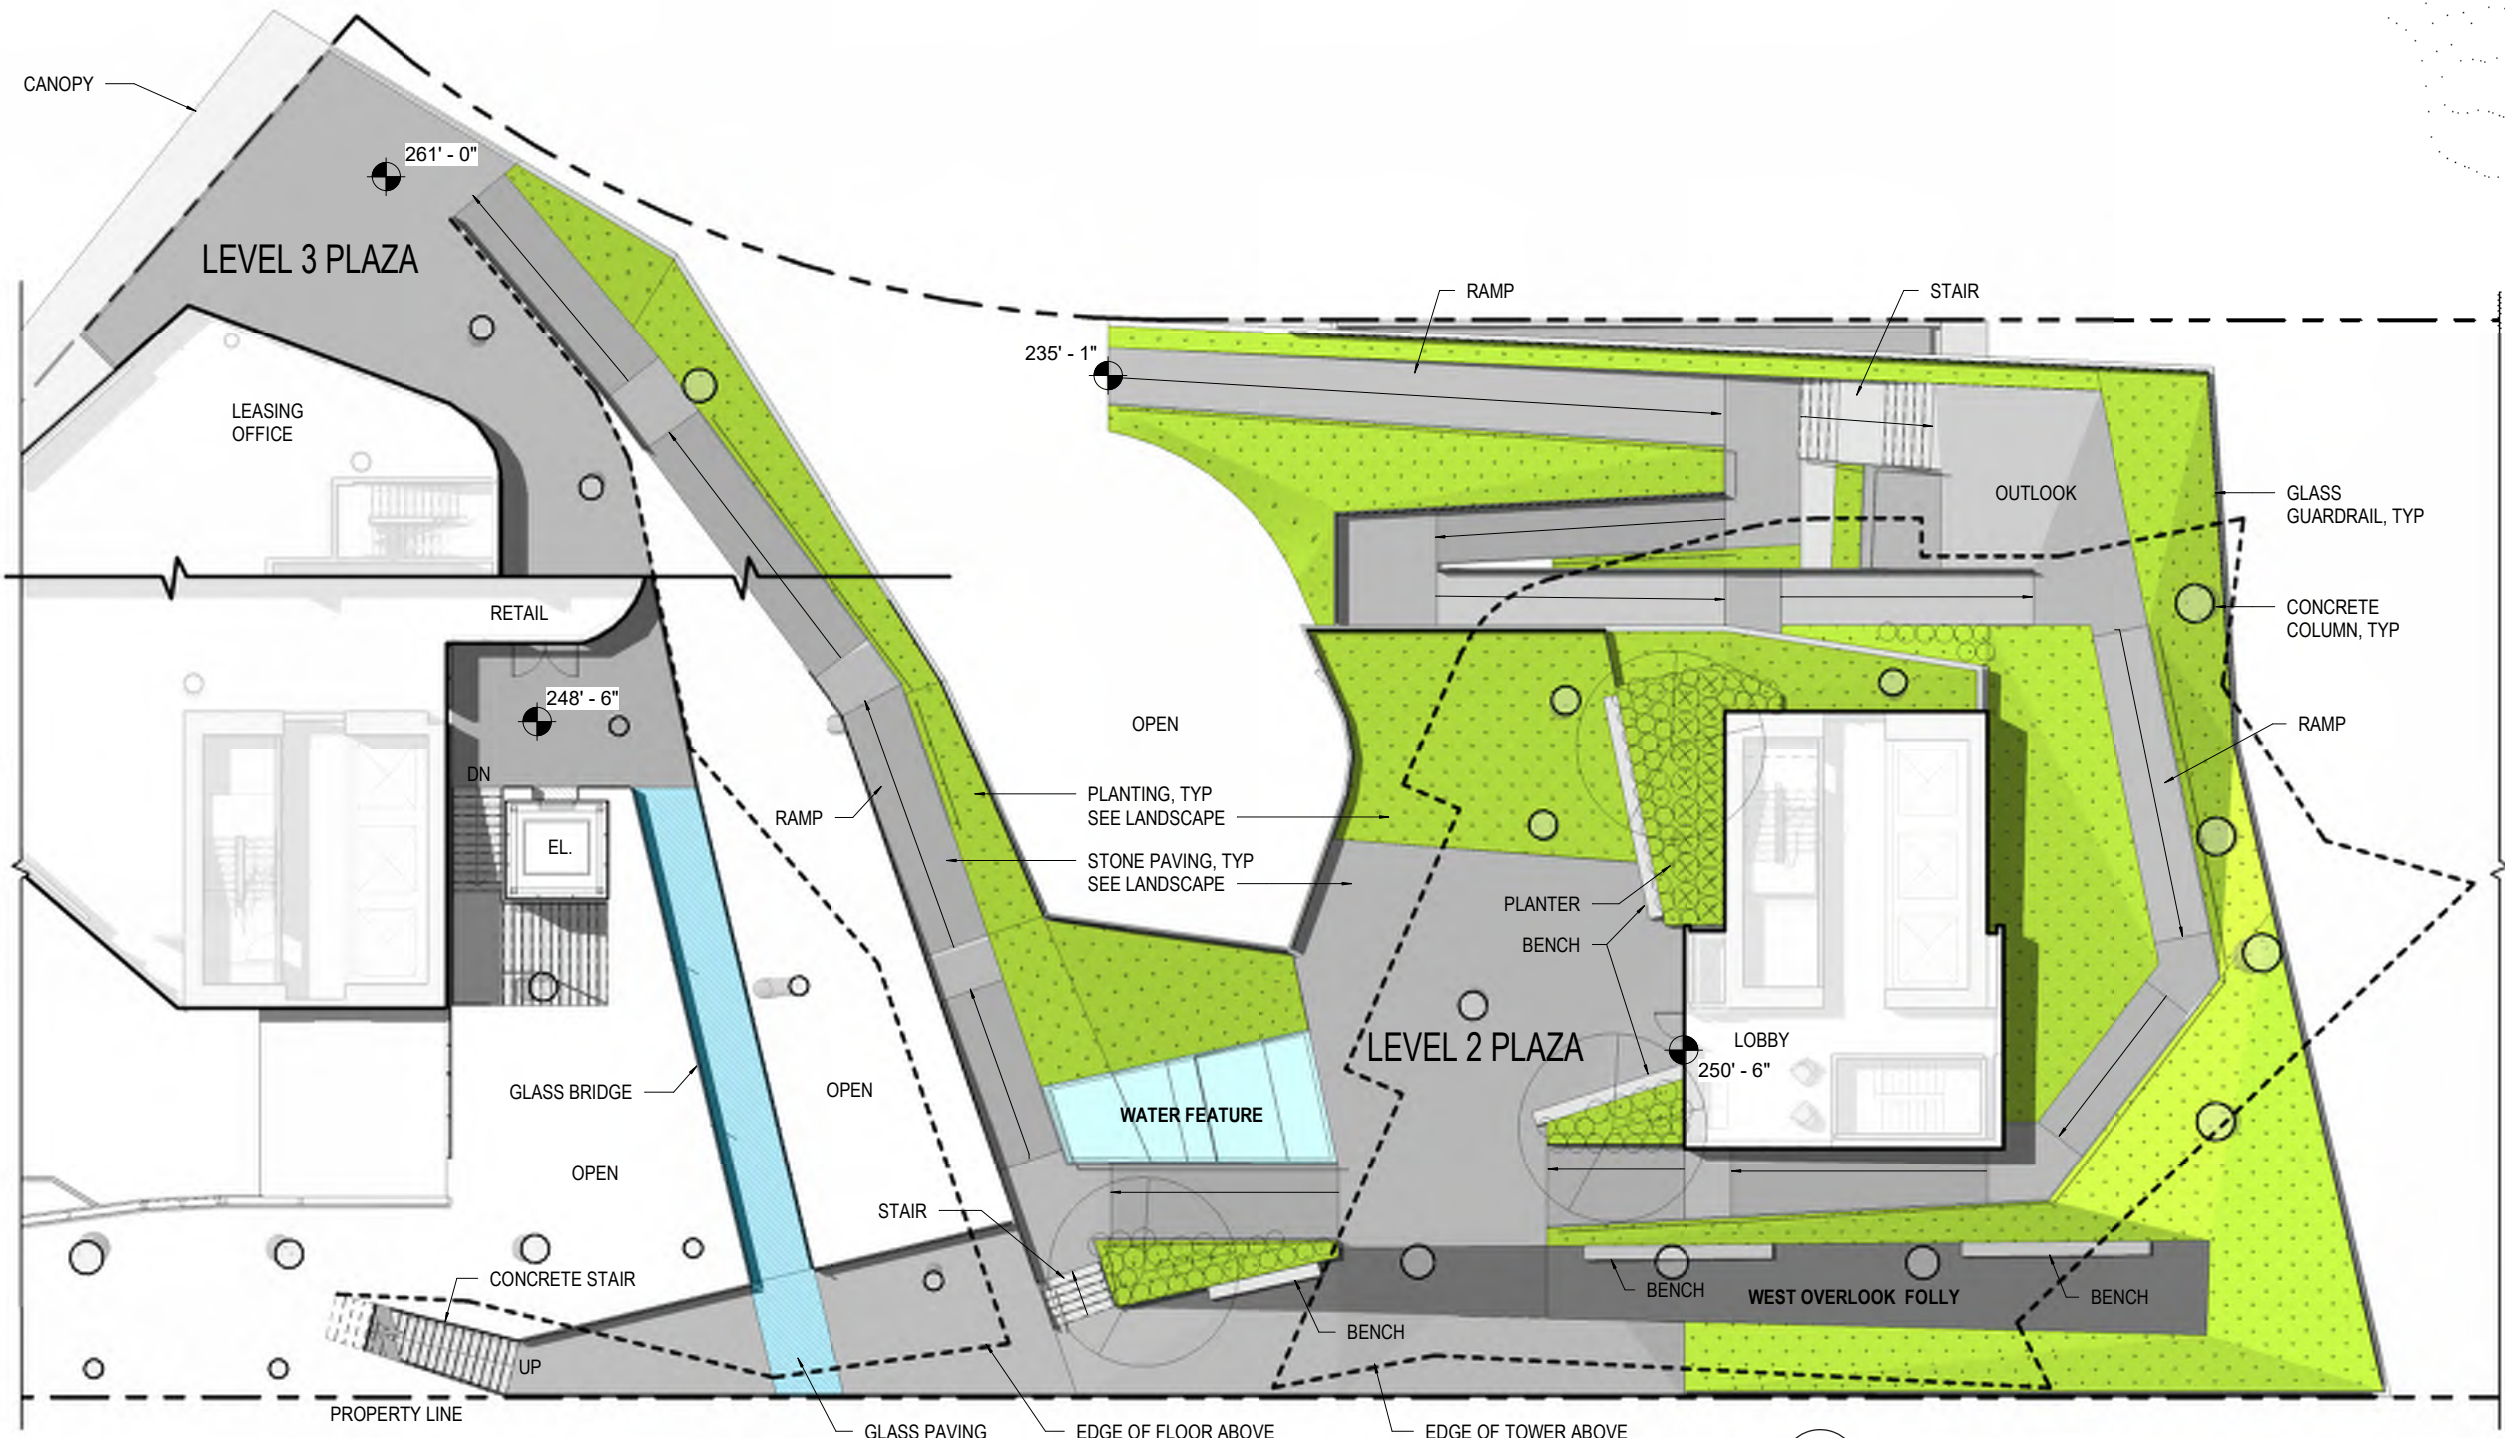 CANOPY
261' - 0"
LEVEL 3 PLAZA
RAMP
STAIR
235' - 1"
LEASING
OFFICE
OUTLOOK
GLASS
GUARDRAIL, TYP
RETAIL
CONCRETE
COLUMN, TYP
248' - 6"
OPEN
RAMP
DN
PLANTING, TYP
SEE LANDSCAPE
RAMP
EL.
STONE PAVING, TYP
SEE LANDSCAPE
PLANTER
BENCH
LEVEL 2 PLAZA
LOBBY
250' - 6"
GLASS BRIDGE
OPEN
WATER FEATURE
OPEN
STAIR
CONCRETE STAIR
BENCH
WEST OVERLOOK FOLLY
BENCH
BENCH
UP
PROPERTY LINE
GLASS PAVING
EDGE OF FLOOR ABOVE
EDGE OF TOWER ABOVE